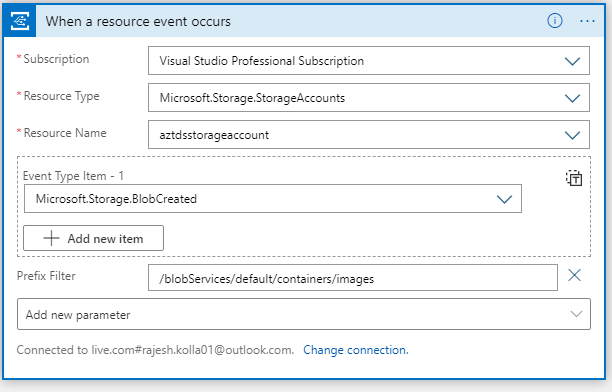 When a resource event occurs
* Subscription
Visual Studio Professional Subscription
* Resource Type
Microsoft.Storage.StorageAccounts
* Resource Name
aztdsstorageaccount
Event Type Item - 1
Microsoft.Storage.BlobCreated
Add new item
Prefix Filter
/blobServices/default/containers/images
Add new parameter
Connected to live.com#rajesh.kolla01@outlook.com. Change connection.